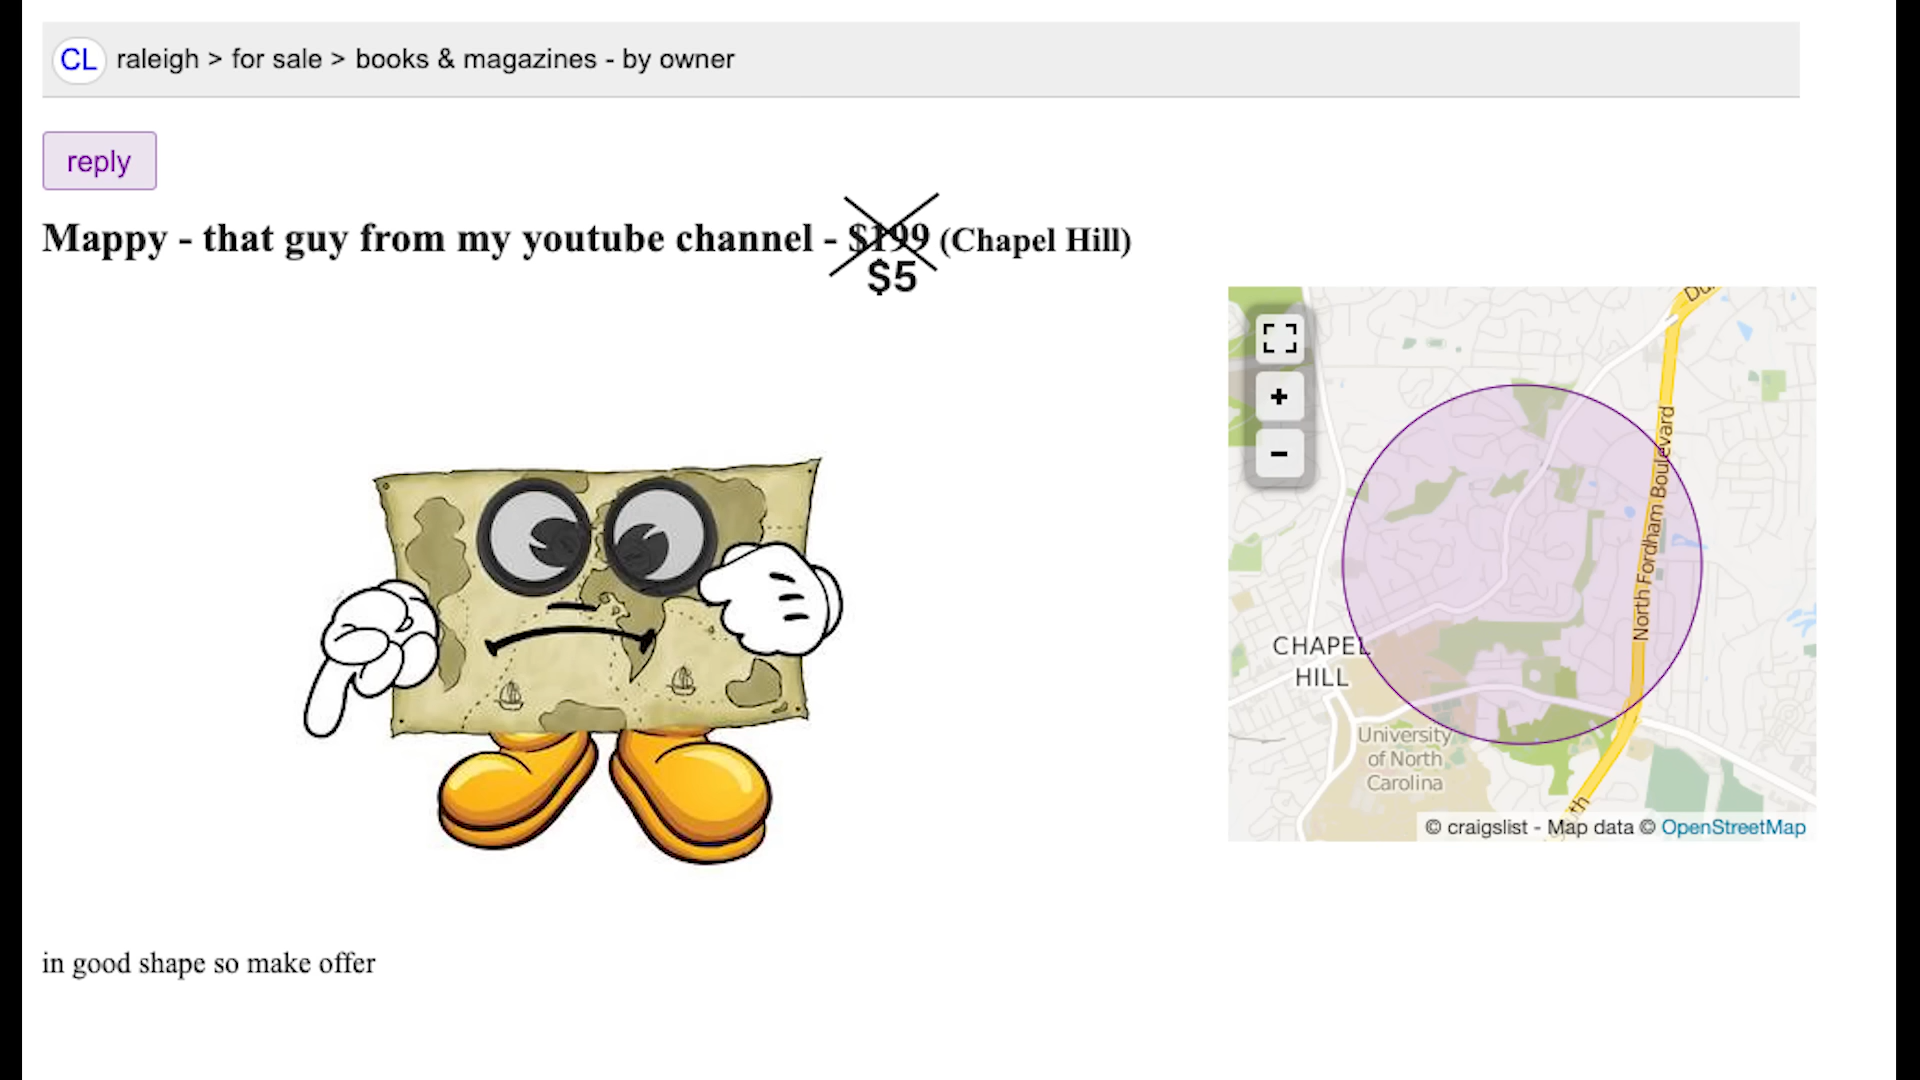 CL raleigh > for sale > books & magazines - by owner
reply
Mappy - that guy from my youtube channel - $199 (Chapel Hill)
$5
+
-
North Fordham Boulevard
CHAPEL
HILL
University
of North
Carolina
© craigslist - Map data © OpenStreetMap
in good shape so make offer